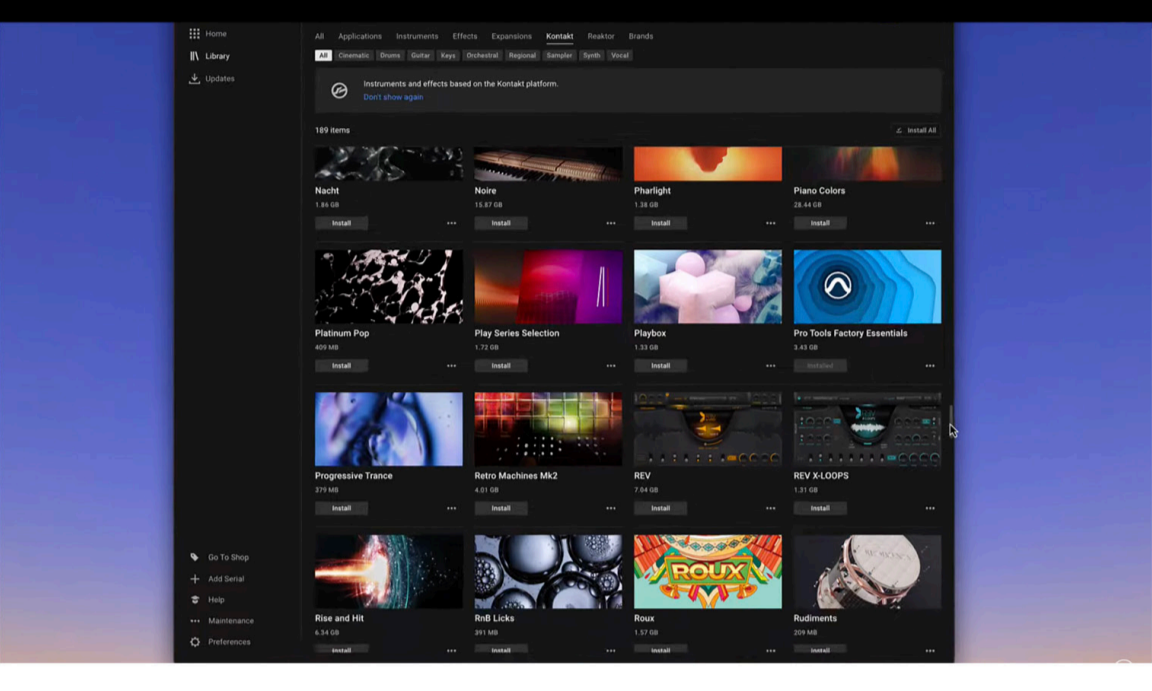 Home
Library
Updates
All Applications Instruments Effects Expansions Kontakt Reaktor Brands
All Cinematic Drums Guitar Keys Orchestral Regional Sampler Synth Vocal
Instruments and effects based on the Kontakt platform.
Don't show again
189 items
Install All
Nacht Noire Pharlight Piano Colors
1.86 GB 15.87 GB 1.38 GB 28.44 GB
Install Install Install Install
Platinum Pop Play Series Selection Playbox Pro Tools Factory Essentials
409 MB 1.72 GB 1.33 GB 3.43 GB
Install Install Install Installed
Progressive Trance Retro Machines Mk2 REV REV X-LOOPS
379 MB 4.01 GB 7.04 GB 1.31 GB
Install Install Install Install
ROUX
Rise and Hit RnB Licks Roux Rudiments
6.34 GB 391 MB 1.57 GB 209 MB
Install Install Install Install
Go To Shop
Add Serial
Help
Maintenance
Preferences